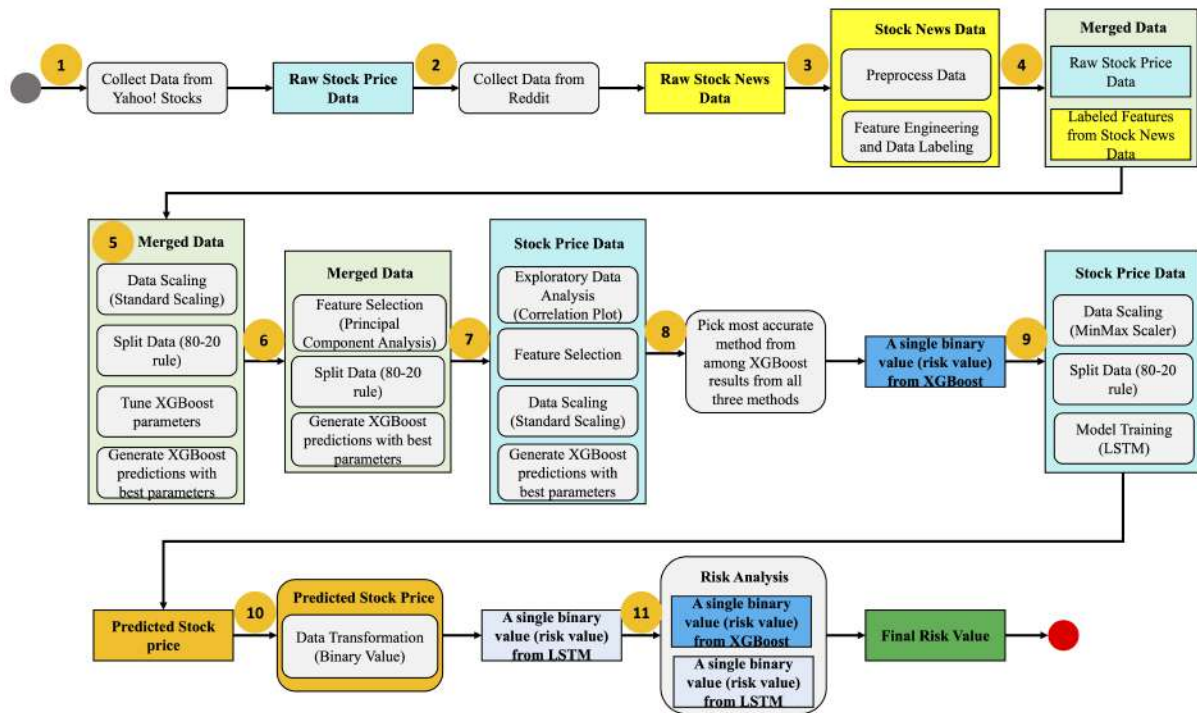 1
Collect Data from
Yahoo! Stocks
Raw Stock Price
Data
2
Collect Data from
Reddit
Raw Stock News
Data
3
Stock News Data
Preprocess Data
Feature Engineering
and Data Labeling
4
Merged Data
Raw Stock Price
Data
Labeled Features
from Stock News
Data
5
Merged Data
Data Scaling
(Standard Scaling)
Split Data (80-20
rule)
Tune XGBoost
parameters
Generate XGBoost
predictions with
best parameters
6
Merged Data
Feature Selection
(Principal
Component Analysis)
Split Data (80-20
rule)
Generate XGBoost
predictions with best
parameters
7
Stock Price Data
Exploratory Data
Analysis
(Correlation Plot)
Feature Selection
Data Scaling
(Standard Scaling)
Generate XGBoost
predictions with
best parameters
8
Pick most accurate
method from
among XGBoost
results from all
three methods
A single binary
value (risk value)
from XGBoost
9
Stock Price Data
Data Scaling
(MinMax Scaler)
Split Data (80-20
rule)
Model Training
(LSTM)
Predicted Stock
price
10
Predicted Stock Price
Data Transformation
(Binary Value)
A single binary
value (risk value)
from LSTM
11
Risk Analysis
A single binary
value (risk value)
from XGBoost
A single binary
value (risk value)
from LSTM
Final Risk Value